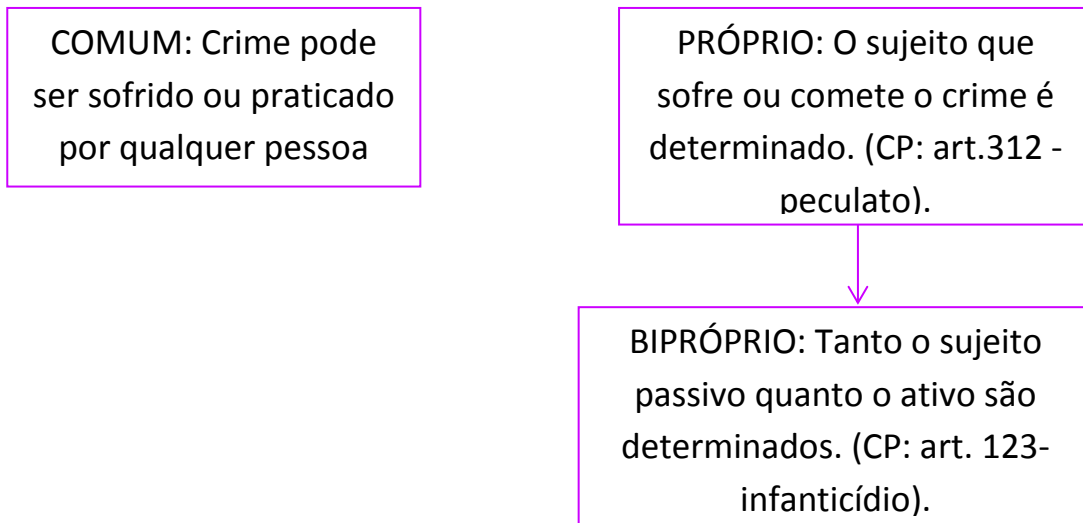 COMUM: Crime pode
ser sofrido ou praticado
por qualquer pessoa
PRÓPRIO: O sujeito que
sofre ou comete o crime é
determinado. (CP: art.312 -
peculato).
BIPRÓPRIO: Tanto o sujeito
passivo quanto o ativo são
determinados. (CP: art. 123-
infanticídio).